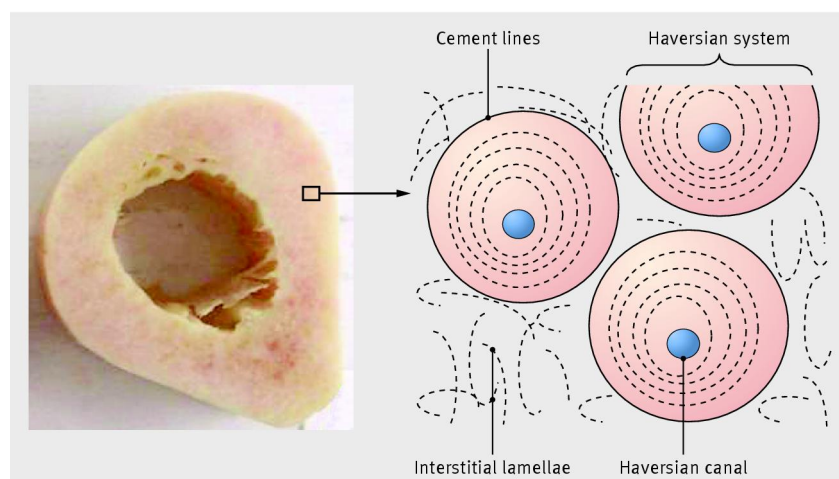 Cement lines
Haversian system
Interstitial lamellae
Haversian canal